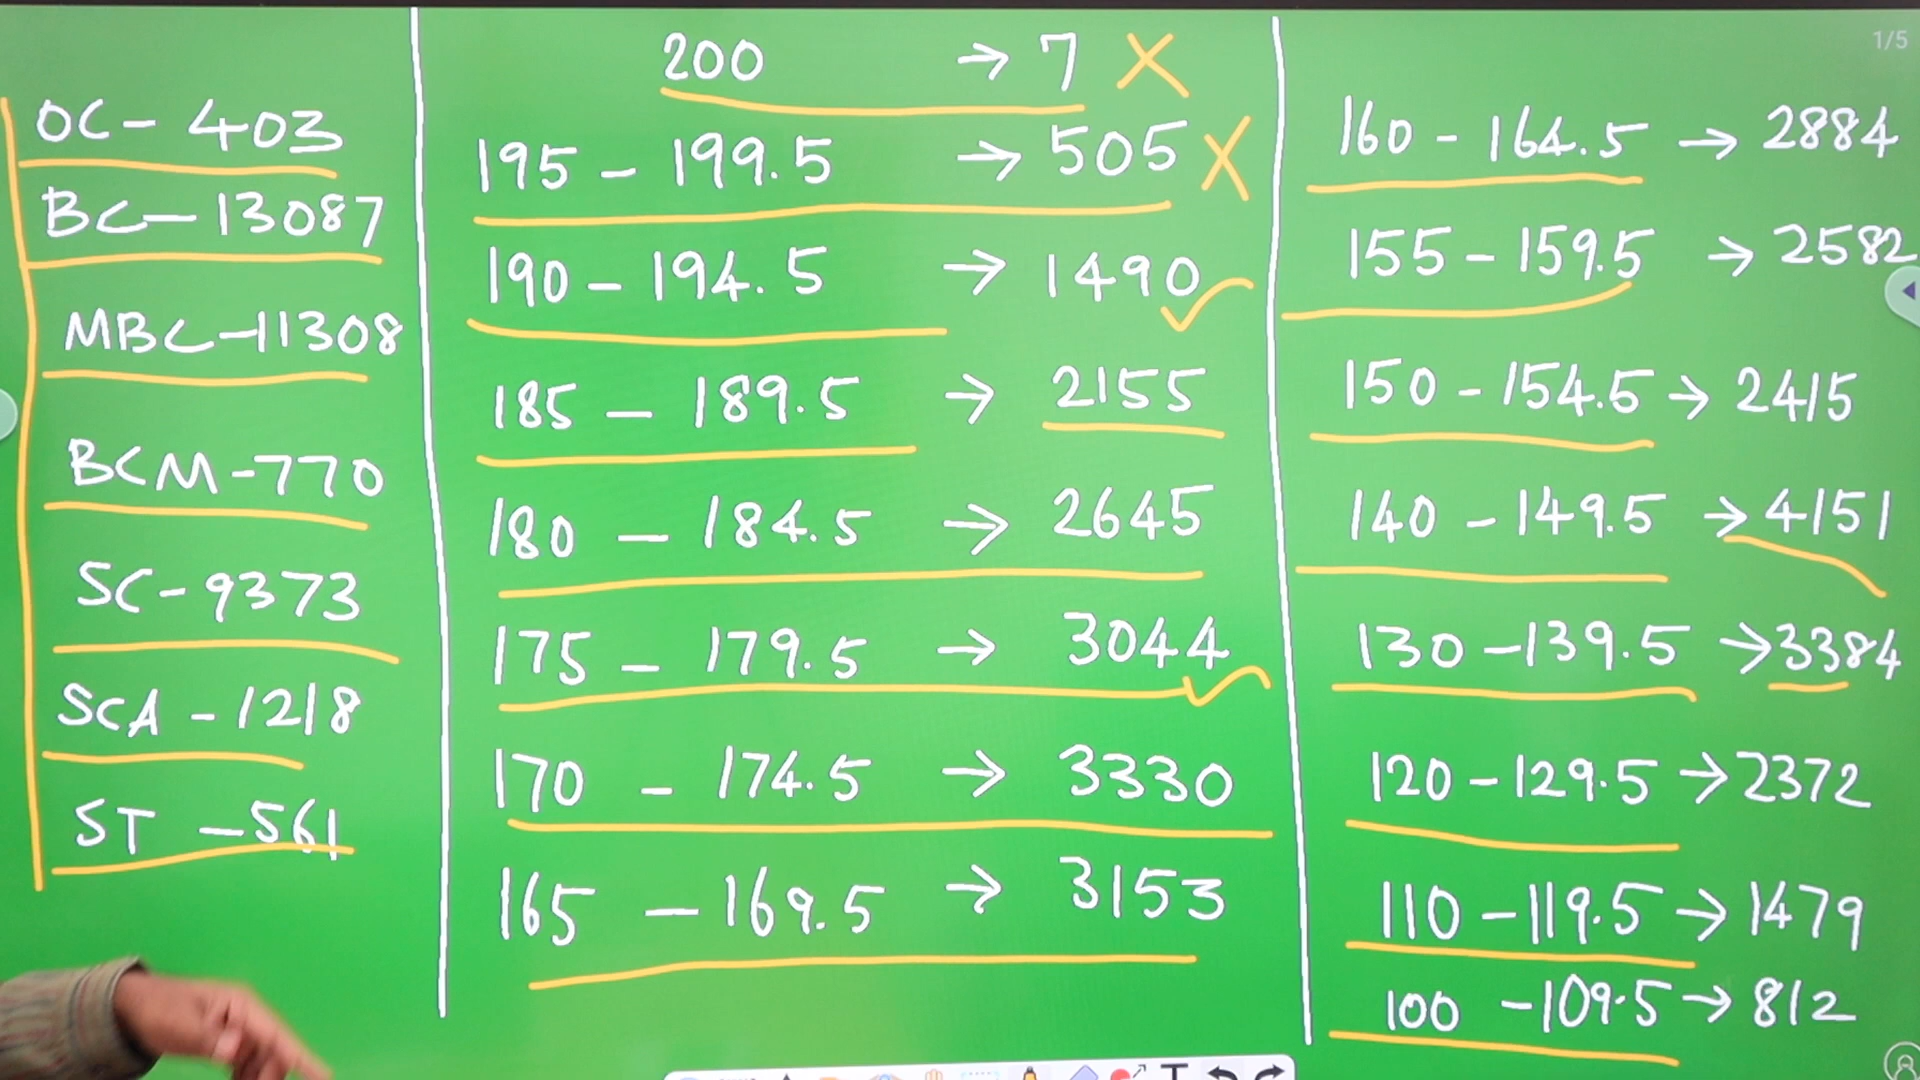 OC - 403
BC - 13087
MBC - 11308
BCM - 770
SC - 9373
SCA - 1218
ST - 561
200 → 7 X
195 - 199.5 → 505 X
190 - 194.5 → 1490 ✓
185 - 189.5 → 2155
180 - 184.5 → 2645
175 - 179.5 → 3044 ✓
170 - 174.5 → 3330
165 - 169.5 → 3153
1/5
160 - 164.5 → 2884
155 - 159.5 → 2582
150 - 154.5 → 2415
140 - 149.5 → 4151
130 - 139.5 → 3384
120 - 129.5 → 2372
110 - 119.5 → 1479
100 - 109.5 → 812
T